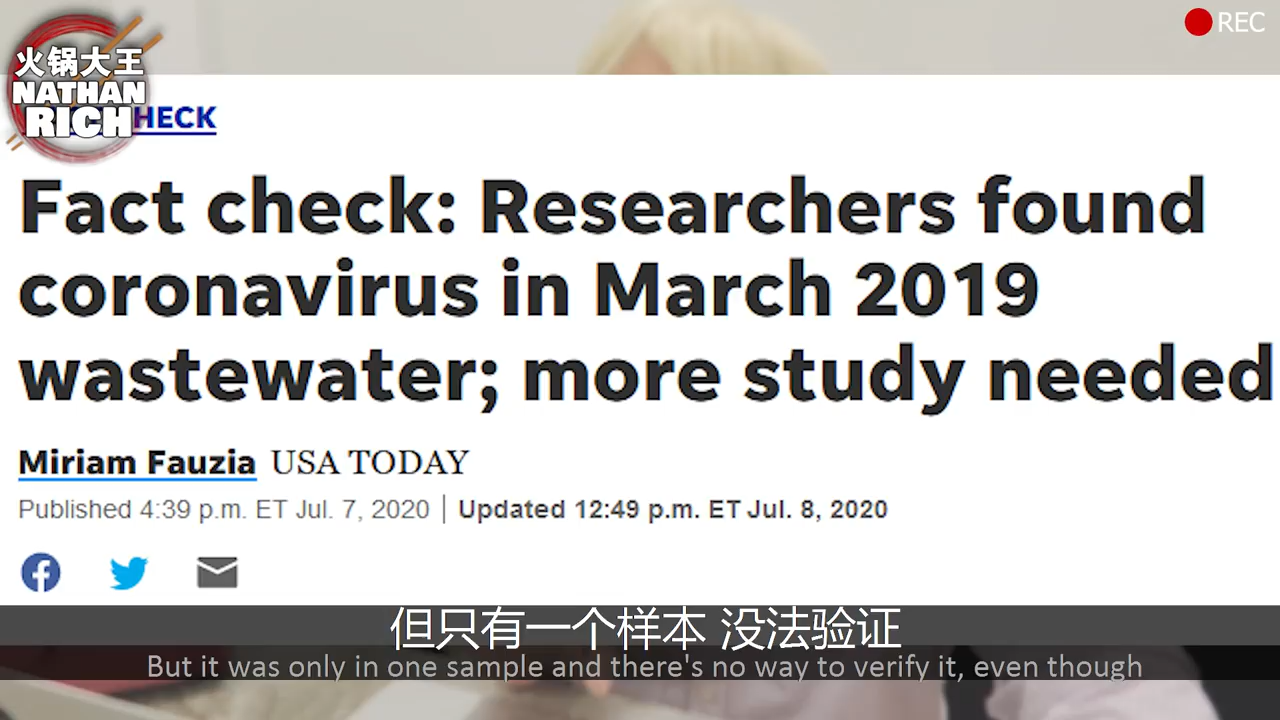 火锅大王
NATHAN
RICH
REC
HECK
Fact check: Researchers found
coronavirus in March 2019
wastewater; more study needed
Miriam Fauzia USA TODAY
Published 4:39 p.m. ET Jul. 7, 2020 | Updated 12:49 p.m. ET Jul. 8, 2020
但只有一个样本 没法验证
But it was only in one sample and there's no way to verify it, even though